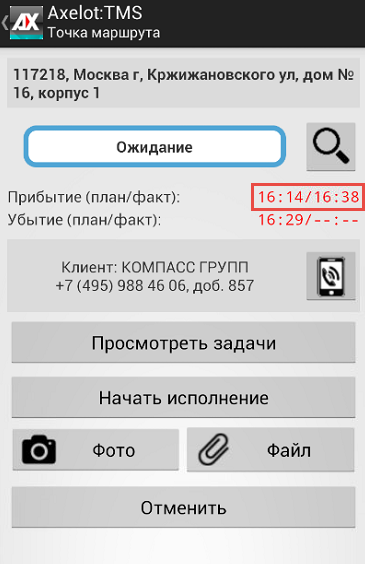 Axelot:TMS
Точка маршрута
117218, Москва г, Кржижановского ул, дом №
16, корпус 1
Ожидание
Прибытие (план/факт): 16:14/16:38
Убытие (план/факт): 16:29/--:--
Клиент: КОМПАСС ГРУПП
+7 (495) 988 46 06, доб. 857
Просмотреть задачи
Начать исполнение
Фото Файл
Отменить